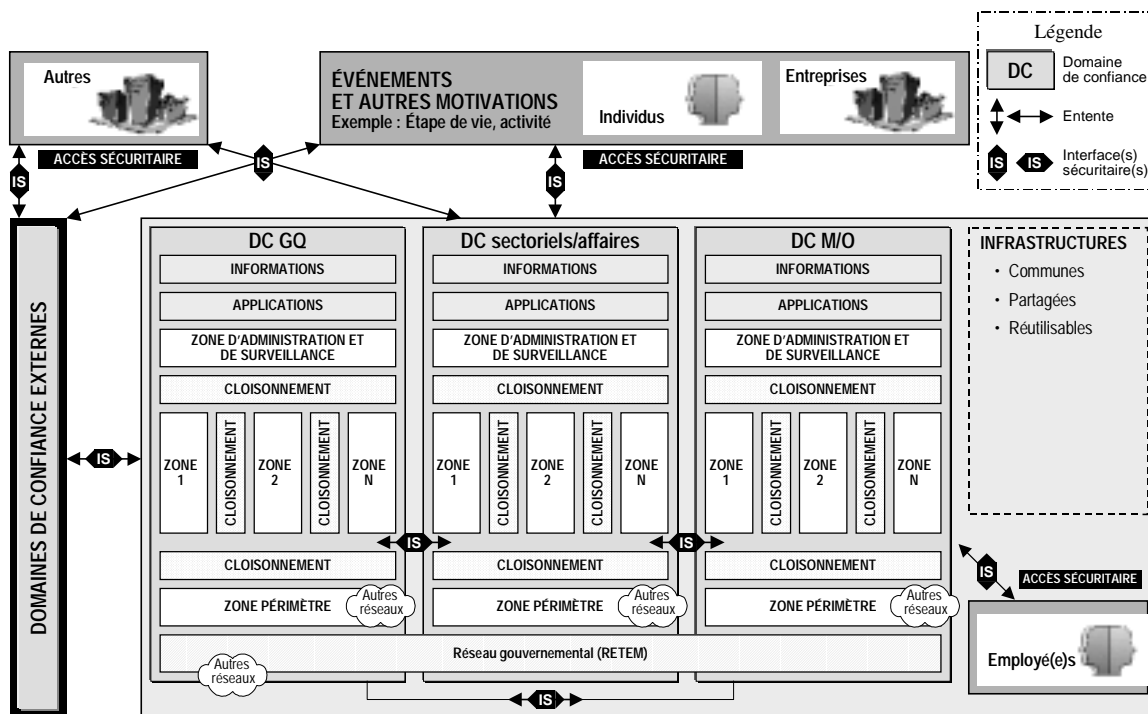 Légende
DC
Domaine
de confiance
Entente
IS
IS
Interface(s)
sécuritaire(s)
Autres
ÉVÉNEMENTS
ET AUTRES MOTIVATIONS
Exemple : Étape de vie, activité
Individus
Entreprises
IS
ACCÈS SÉCURITAIRE
IS
IS
ACCÈS SÉCURITAIRE
DOMAINES DE CONFIANCE EXTERNES
IS
DC GQ
INFORMATIONS
APPLICATIONS
ZONE D'ADMINISTRATION ET
DE SURVEILLANCE
CLOISONNEMENT
ZONE
1
CLOISONNEMENT
ZONE
2
CLOISONNEMENT
ZONE
N
CLOISONNEMENT
ZONE PÉRIMÈTRE
Autres
réseaux
IS
DC sectoriels/affaires
INFORMATIONS
APPLICATIONS
ZONE D'ADMINISTRATION ET
DE SURVEILLANCE
CLOISONNEMENT
ZONE
1
CLOISONNEMENT
ZONE
2
CLOISONNEMENT
ZONE
N
CLOISONNEMENT
ZONE PÉRIMÈTRE
Autres
réseaux
IS
DC M/O
INFORMATIONS
APPLICATIONS
ZONE D'ADMINISTRATION ET
DE SURVEILLANCE
CLOISONNEMENT
ZONE
1
CLOISONNEMENT
ZONE
2
CLOISONNEMENT
ZONE
N
CLOISONNEMENT
ZONE PÉRIMÈTRE
Autres
réseaux
Réseau gouvernemental (RETEM)
Autres
réseaux
IS
INFRASTRUCTURES
• Communes
• Partagées
• Réutilisables
IS
ACCÈS SÉCURITAIRE
Employé(e)s